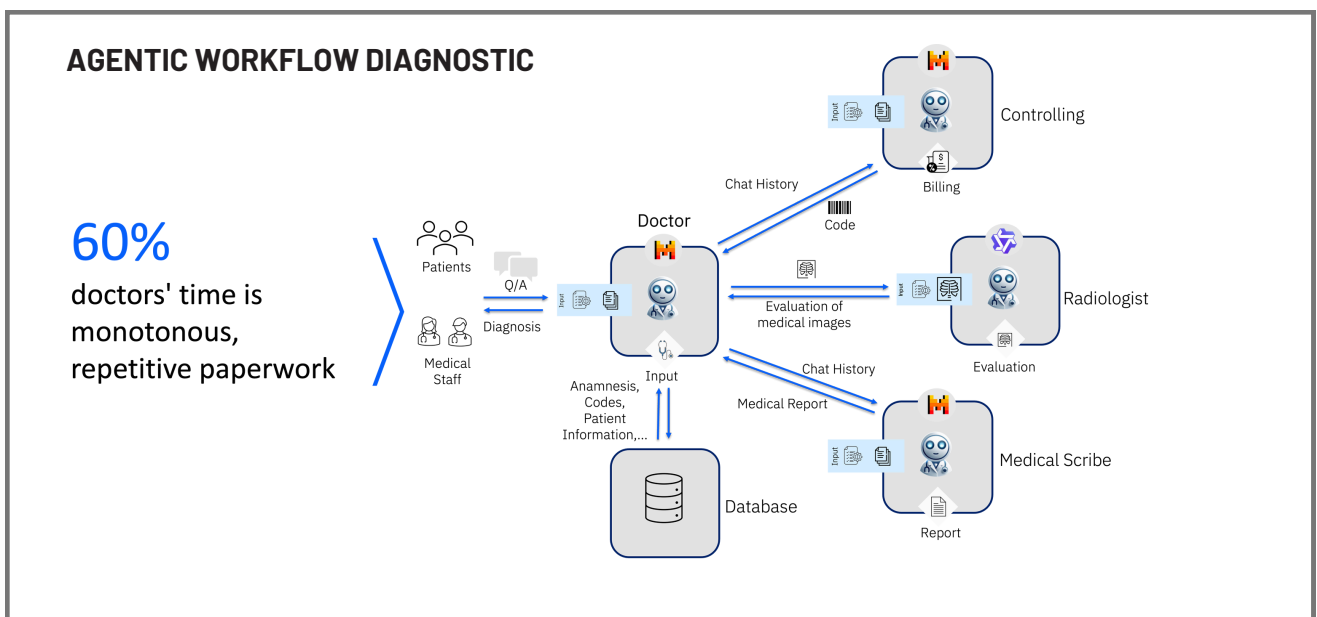 AGENTIC WORKFLOW DIAGNOSTIC
60%
doctors' time is
monotonous,
repetitive paperwork
Patients
Medical
Staff
Q/A
Diagnosis
Doctor
Input
Input
Anamnesis,
Codes,
Patient
Information,...
Database
Chat History
Code
Input
Controlling
Billing
Evaluation of
medical images
Input
Radiologist
Evaluation
Chat History
Medical Report
Input
Medical Scribe
Report